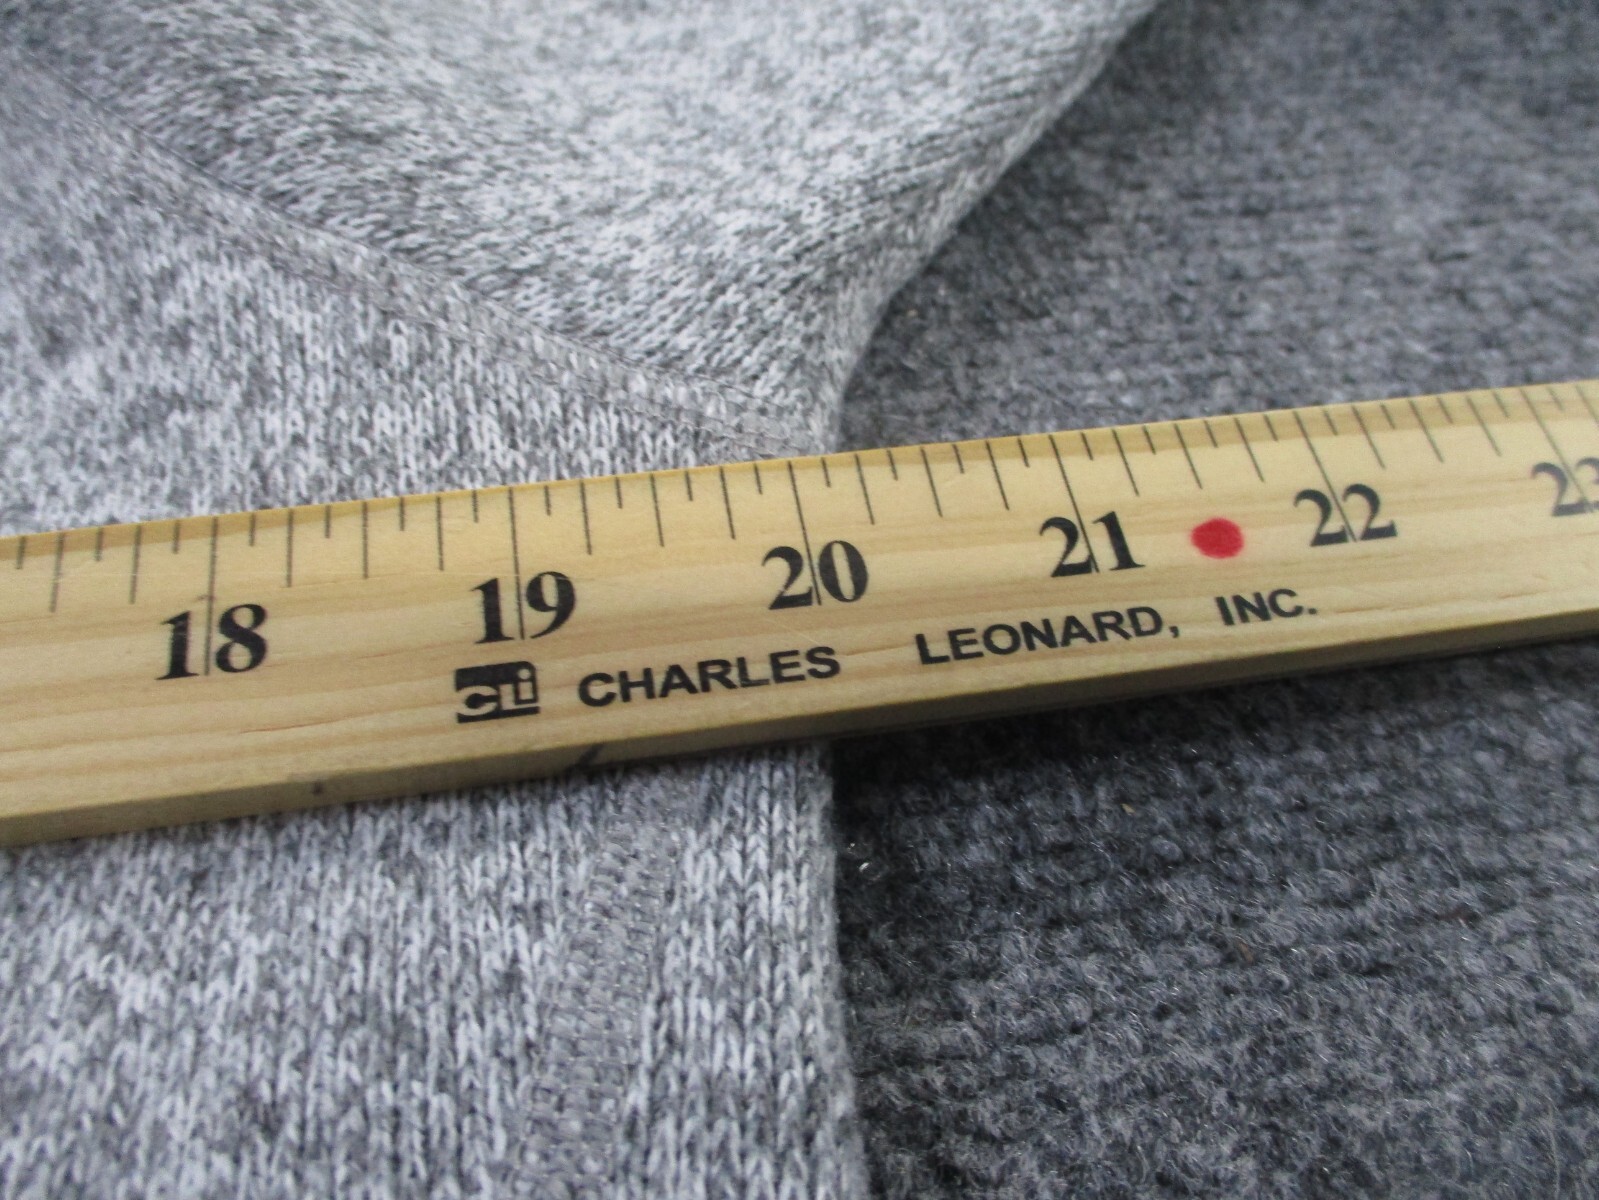 18 19 20 21 22 23
CLi CHARLES LEONARD, INC.